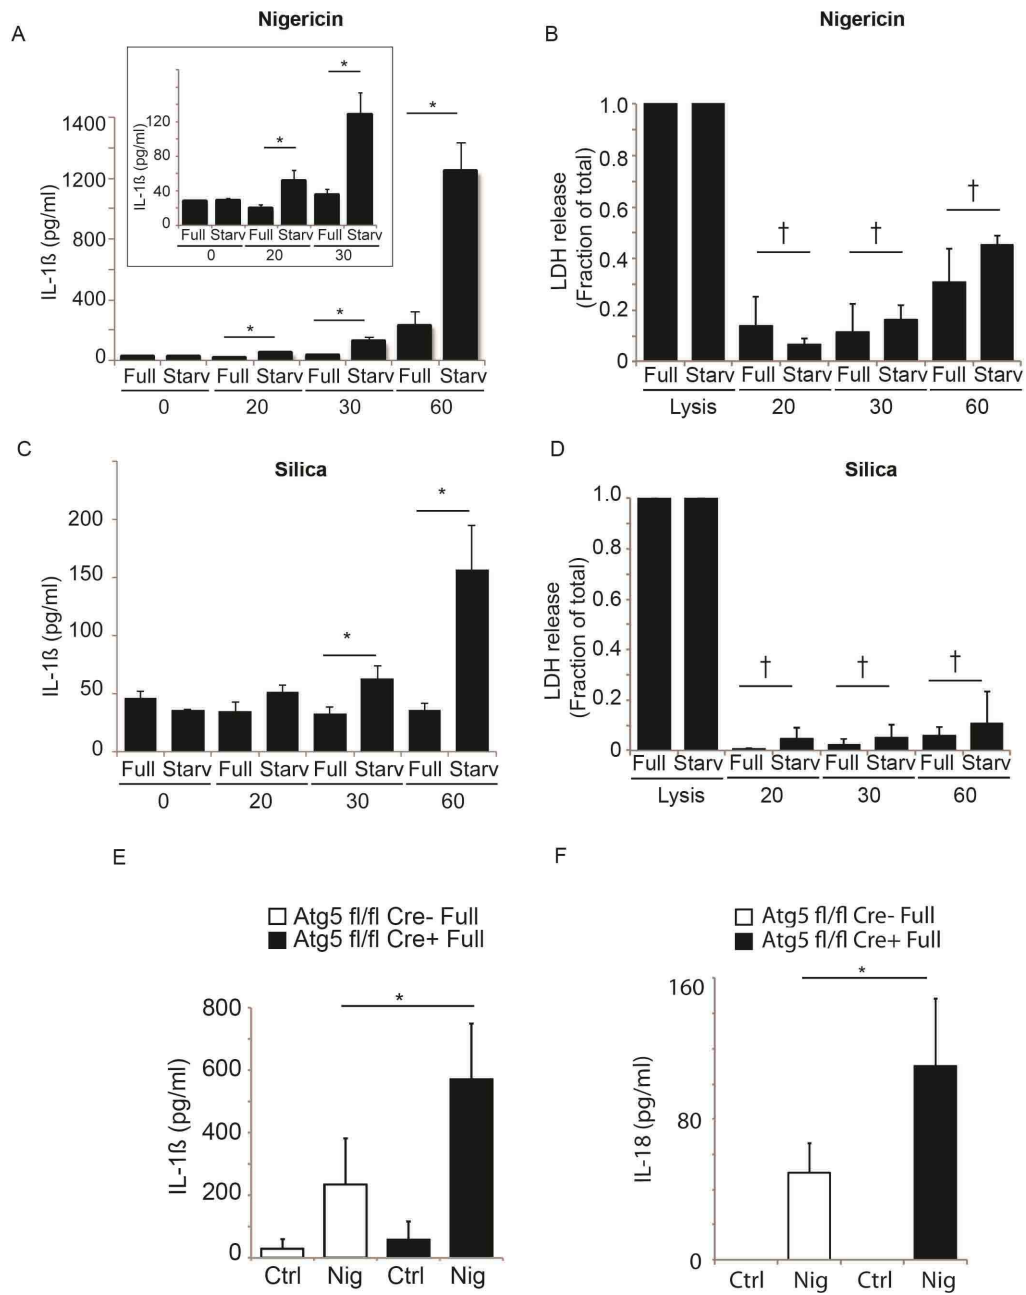 A
Nigericin
*
*
IL-1ß (pg/ml)
120
80
40
0
Full Starv Full Starv Full Starv
0 20 30
1400
1200
800
400
0
IL-1ß (pg/ml)
*
*
*
Full Starv Full Starv Full Starv Full Starv
0 20 30 60
B
Nigericin
1.0
0.8
0.6
0.4
0.2
0
LDH release
(Fraction of total)
† † †
Full Starv Full Starv Full Starv Full Starv
Lysis 20 30 60
C
Silica
200
150
100
50
0
IL-1ß (pg/ml)
*
*
Full Starv Full Starv Full Starv Full Starv
0 20 30 60
D
Silica
1.0
0.8
0.6
0.4
0.2
0
LDH release
(Fraction of total)
† † †
Full Starv Full Starv Full Starv Full Starv
Lysis 20 30 60
E
Atg5 fl/fl Cre- Full
Atg5 fl/fl Cre+ Full
*
800
600
400
200
0
IL-1ß (pg/ml)
Ctrl Nig Ctrl Nig
F
Atg5 fl/fl Cre- Full
Atg5 fl/fl Cre+ Full
*
160
80
0
IL-18 (pg/ml)
Ctrl Nig Ctrl Nig